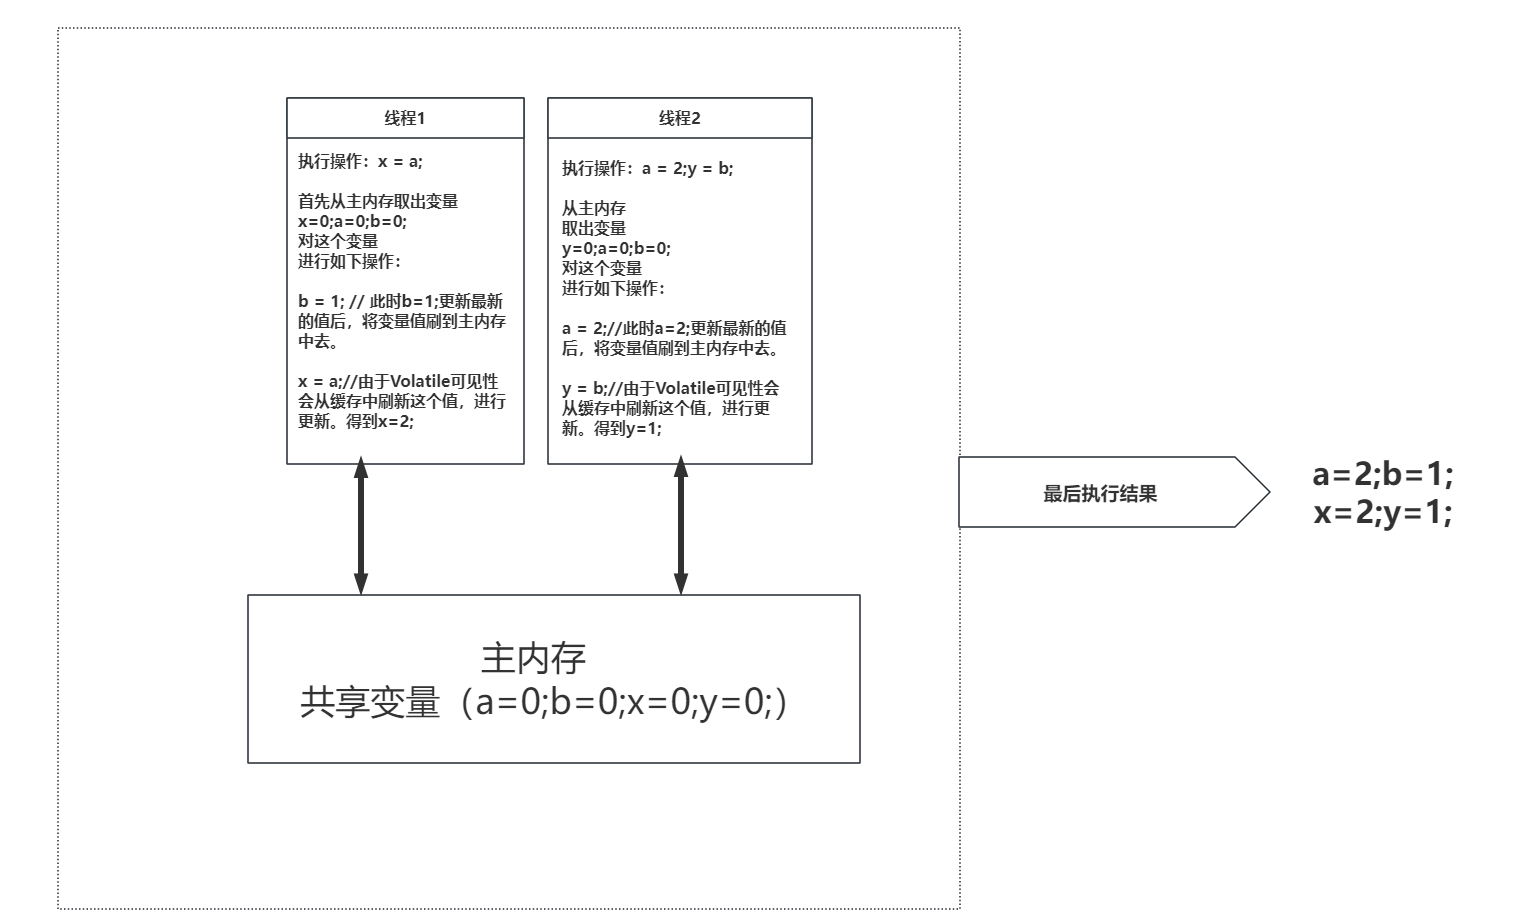 线程1
执行操作：x = a;
首先从主内存取出变量
x=0;a=0;b=0;
对这个变量
进行如下操作：
b = 1; // 此时b=1;更新最新
的值后，将变量值刷到主内存
中去。
x = a;//由于Volatile可见性
会从缓存中刷新这个值，进行
更新。得到x=2;
线程2
执行操作：a = 2;y = b;
从主内存
取出变量
y=0;a=0;b=0;
对这个变量
进行如下操作：
a = 2;//此时a=2;更新最新的值
后，将变量值刷到主内存中去。
y = b;//由于Volatile可见性会
从缓存中刷新这个值，进行更
新。得到y=1;
主内存
共享变量（a=0;b=0;x=0;y=0;）
最后执行结果
a=2;b=1;
x=2;y=1;